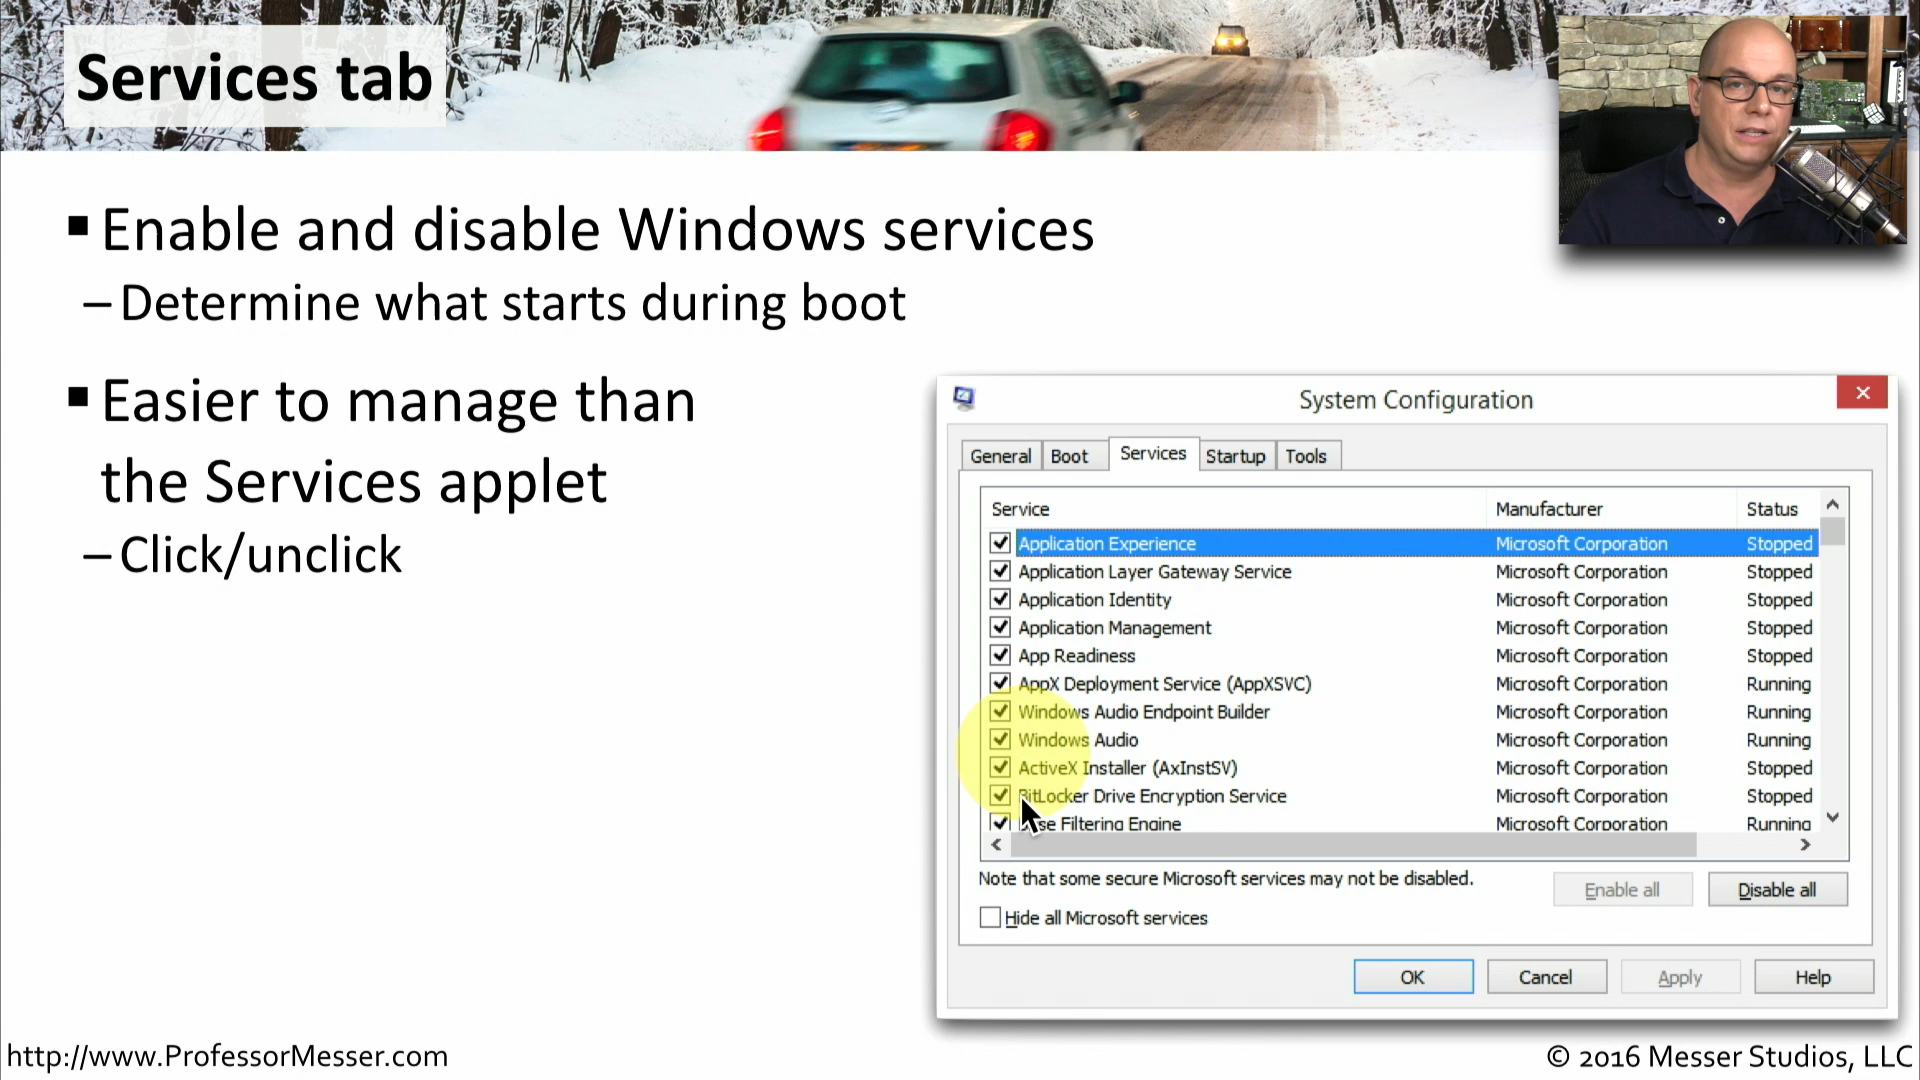 Services tab
▪ Enable and disable Windows services
– Determine what starts during boot
▪ Easier to manage than
the Services applet
– Click/unclick
System Configuration
General Boot Services Startup Tools
Service Manufacturer Status
Application Experience Microsoft Corporation Stopped
Application Layer Gateway Service Microsoft Corporation Stopped
Application Identity Microsoft Corporation Stopped
Application Management Microsoft Corporation Stopped
App Readiness Microsoft Corporation Stopped
AppX Deployment Service (AppXSVC) Microsoft Corporation Running
Windows Audio Endpoint Builder Microsoft Corporation Running
Windows Audio Microsoft Corporation Running
ActiveX Installer (AxInstSV) Microsoft Corporation Stopped
BitLocker Drive Encryption Service Microsoft Corporation Stopped
Base Filtering Engine Microsoft Corporation Running
Note that some secure Microsoft services may not be disabled.
Enable all Disable all
Hide all Microsoft services
OK Cancel Apply Help
http://www.ProfessorMesser.com
© 2016 Messer Studios, LLC